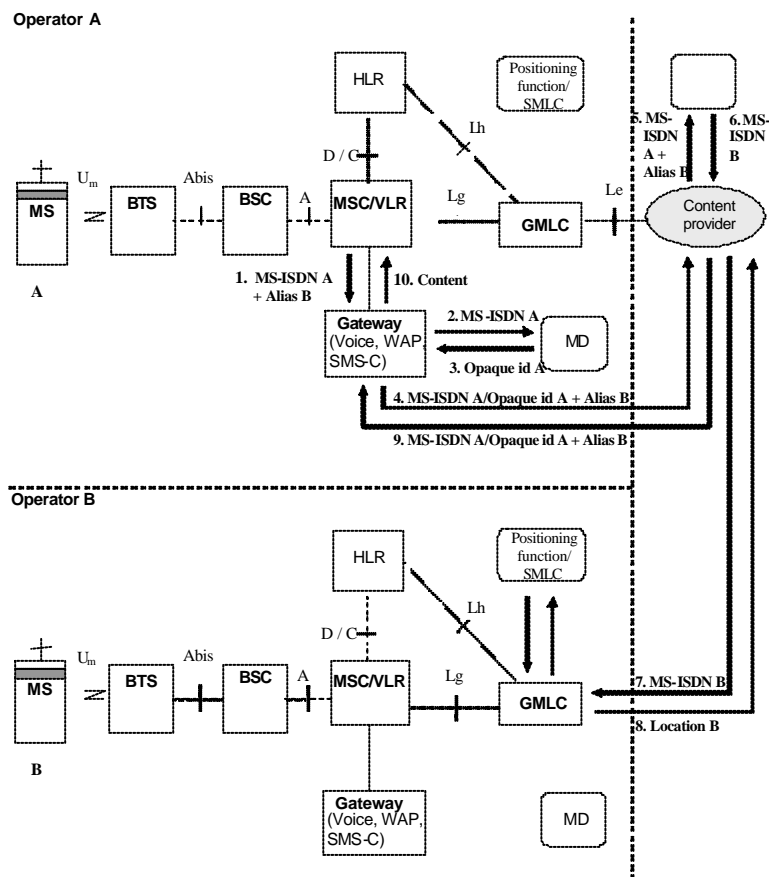 Operator A
HLR
Positioning
function/
SMLC
5. MS-
ISDN
A +
Alias B
6. MS-
ISDN
B
Lh
D / C
Um
Abis
A
Lg
Le
MS
BTS
BSC
MSC/VLR
GMLC
Content
provider
A
1. MS-ISDN A
+ Alias B
10. Content
Gateway
(Voice, WAP,
SMS-C)
2. MS-ISDN A
MD
3. Opaque id A
4. MS-ISDN A/Opaque id A + Alias B
9. MS-ISDN A/Opaque id A + Alias B
Operator B
HLR
Positioning
function/
SMLC
Lh
D / C
Um
Abis
A
Lg
MS
BTS
BSC
MSC/VLR
GMLC
7. MS-ISDN B
8. Location B
B
Gateway
(Voice, WAP,
SMS-C)
MD